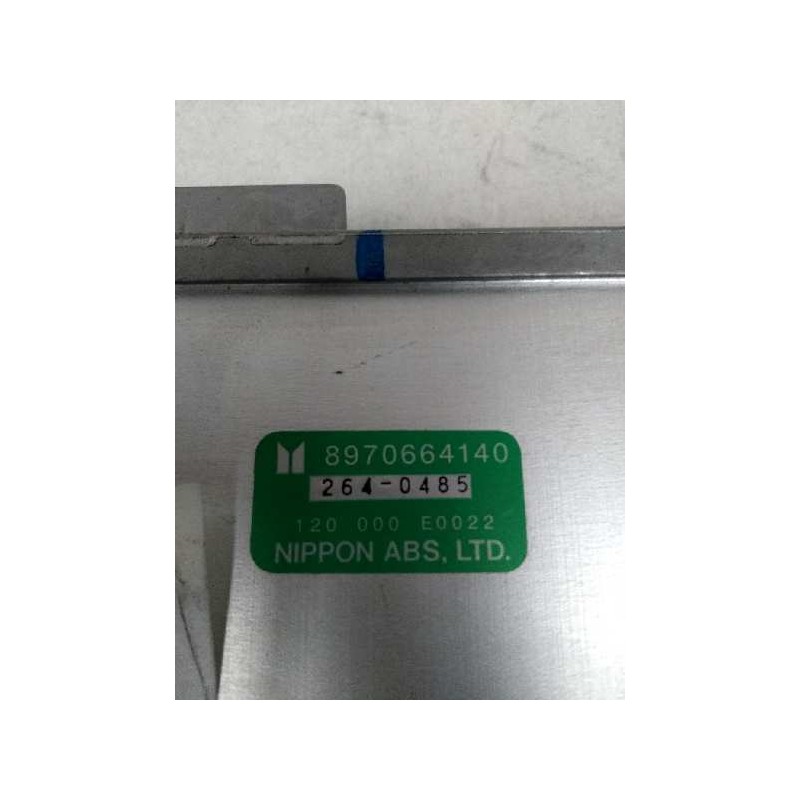 8970664140
264-0485
120 000 E0022
NIPPON ABS, LTD.